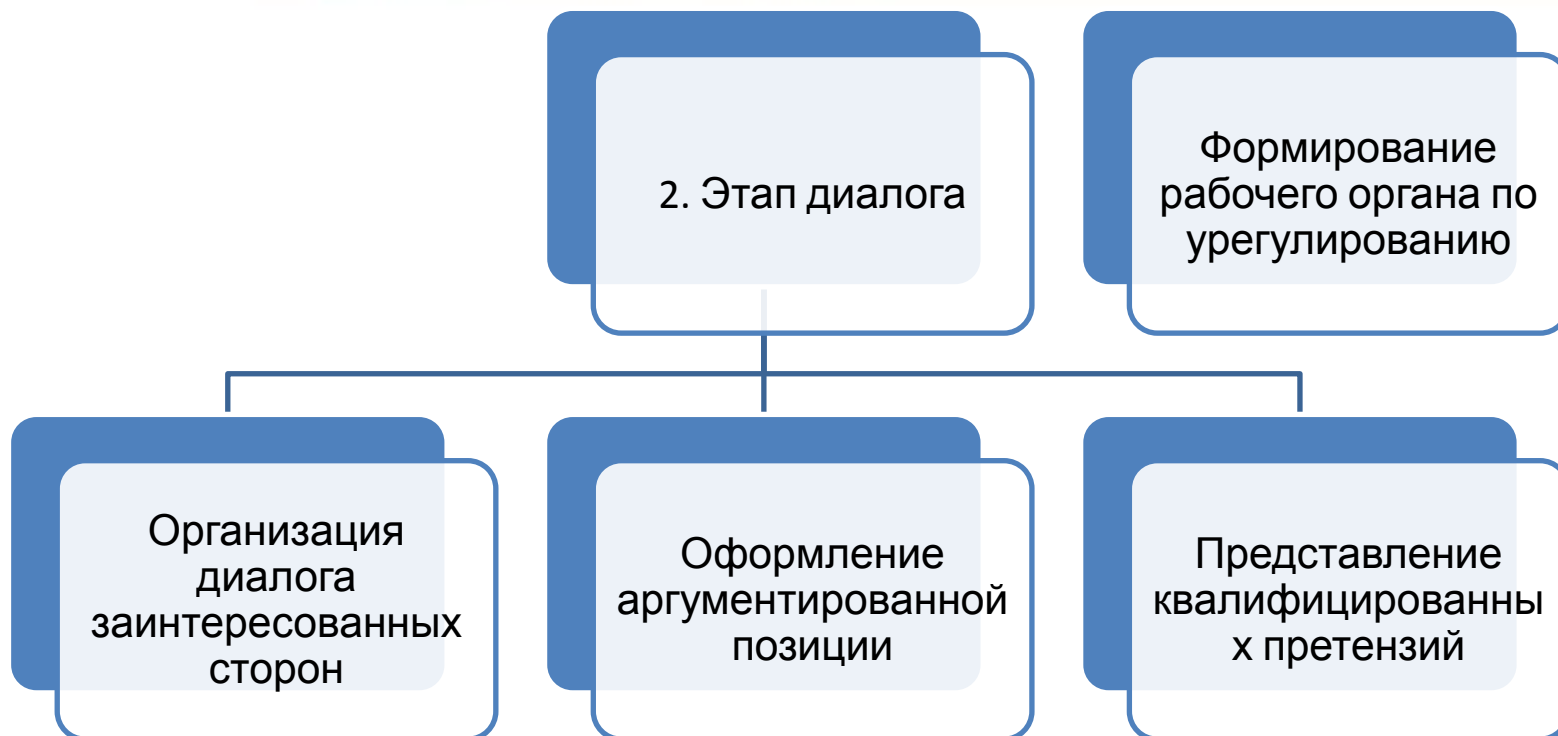 2. Этап диалога
Формирование
рабочего органа по
урегулированию
Организация
диалога
заинтересованных
сторон
Оформление
аргументированной
позиции
Представление
квалифицированны
х претензий